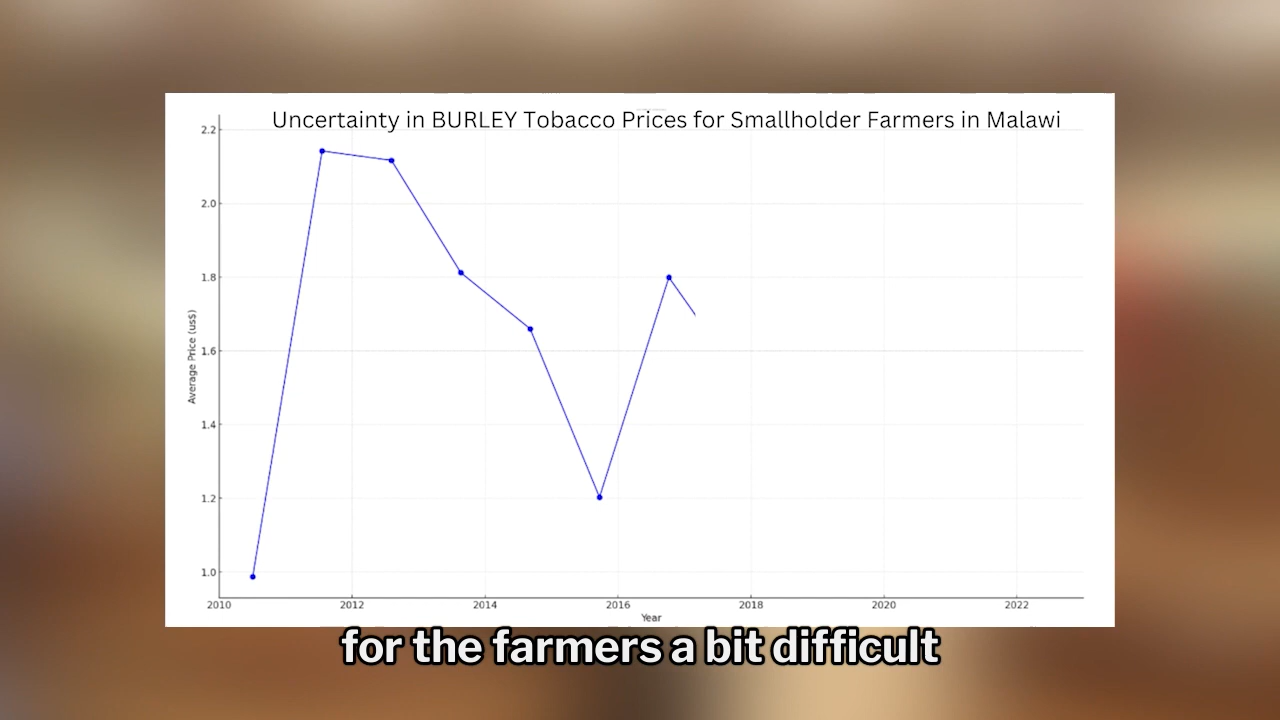 Uncertainty in BURLEY Tobacco Prices for Smallholder Farmers in Malawi
2.2
2.0
1.8
1.6
1.4
1.2
1.0
Average Price (us$)
2010 2012 2014 2016 2018 2020 2022
Year
for the farmers a bit difficult